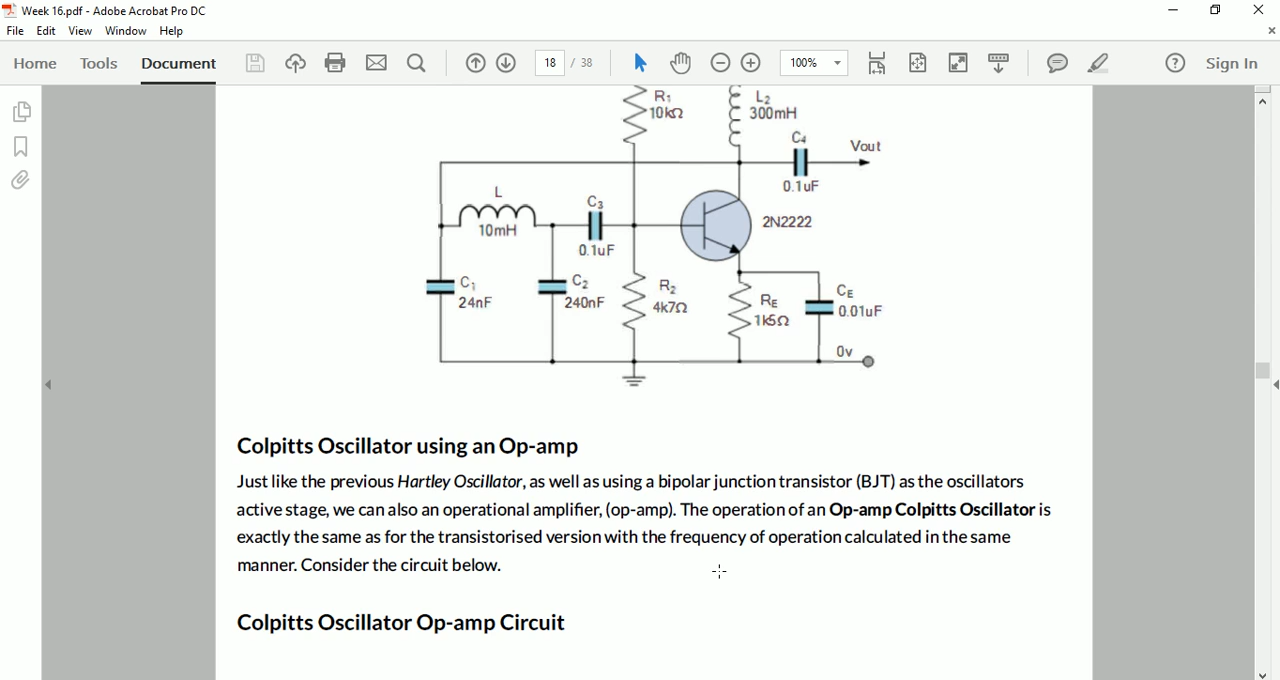 Week 16.pdf - Adobe Acrobat Pro DC
File Edit View Window Help
Home Tools Document 18 / 38 100% Sign In
R1 10kΩ L2 300mH
C4 Vout
0.1uF
L 10mH C3 0.1uF 2N2222
C1 24nF C2 240nF R2 4k7Ω RE 1k5Ω CE 0.01uF
0v
Colpitts Oscillator using an Op-amp
Just like the previous Hartley Oscillator, as well as using a bipolar junction transistor (BJT) as the oscillators
active stage, we can also an operational amplifier, (op-amp). The operation of an Op-amp Colpitts Oscillator is
exactly the same as for the transistorised version with the frequency of operation calculated in the same
manner. Consider the circuit below.
Colpitts Oscillator Op-amp Circuit